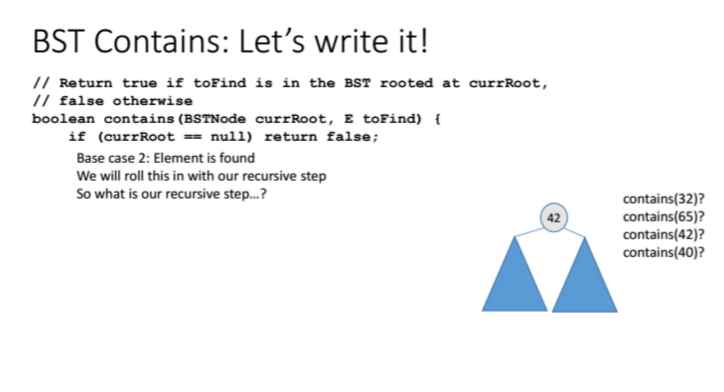 BST Contains: Let's write it!
// Return true if toFind is in the BST rooted at currRoot,
// false otherwise
boolean contains(BSTNode currRoot, E toFind) {
if (currRoot == null) return false;
Base case 2: Element is found
We will roll this in with our recursive step
So what is our recursive step…?
42
contains(32)?
contains(65)?
contains(42)?
contains(40)?